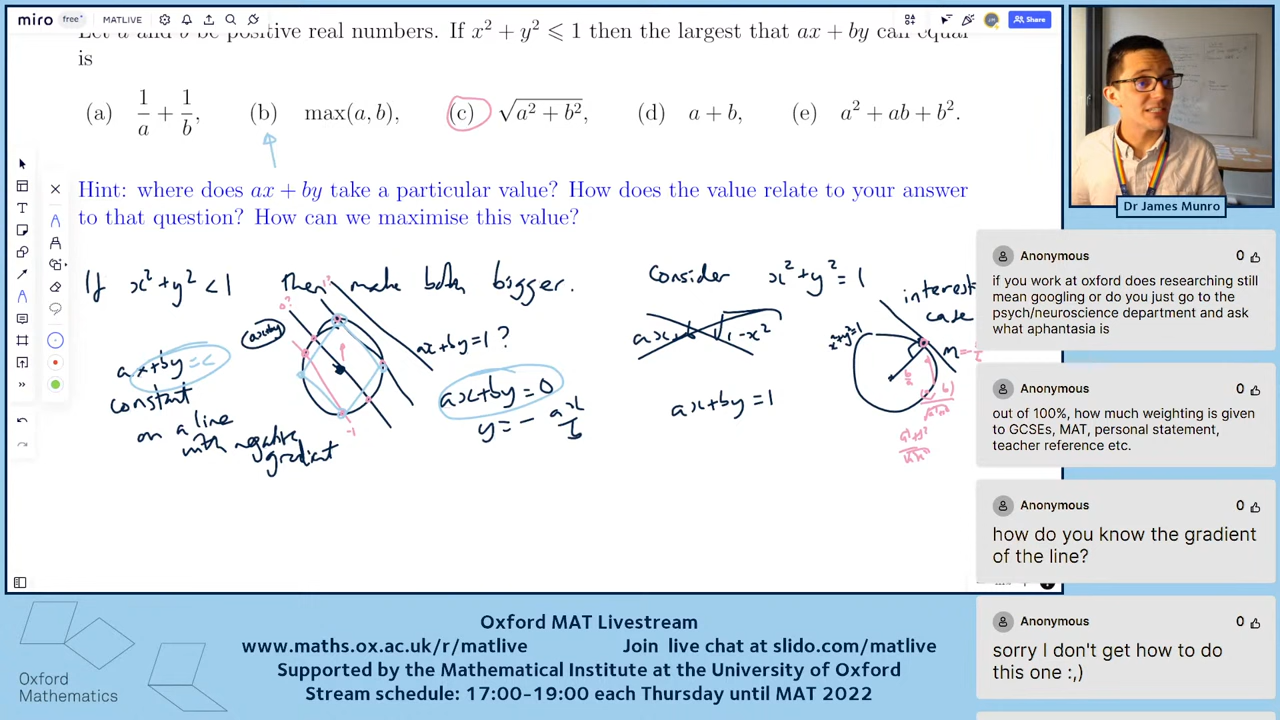 miro free MATLIVE
Share
Let a and b be positive real numbers. If x² + y² ⩽ 1 then the largest that ax + by can equal
is
(a) 1/a + 1/b, (b) max(a, b), (c) √(a² + b²), (d) a + b, (e) a² + ab + b².
Hint: where does ax + by take a particular value? How does the value relate to your answer
to that question? How can we maximise this value?
If x² + y² < 1 then make both bigger.
Consider x² + y² = 1
interest
case
ax+by=c
constant
on a line
with negative
gradient
ax+by
ax+by=1?
ax+by=0
y = - ax/b
x²+y²=1
ax+by=1
Dr James Munro
Anonymous 0
if you work at oxford does researching still
mean googling or do you just go to the
psych/neuroscience department and ask
what aphantasia is
Anonymous 0
out of 100%, how much weighting is given
to GCSEs, MAT, personal statement,
teacher reference etc.
Anonymous 0
how do you know the gradient
of the line?
Anonymous 0
sorry I don't get how to do
this one :,)
Oxford
Mathematics
Oxford MAT Livestream
www.maths.ox.ac.uk/r/matlive Join live chat at slido.com/matlive
Supported by the Mathematical Institute at the University of Oxford
Stream schedule: 17:00-19:00 each Thursday until MAT 2022